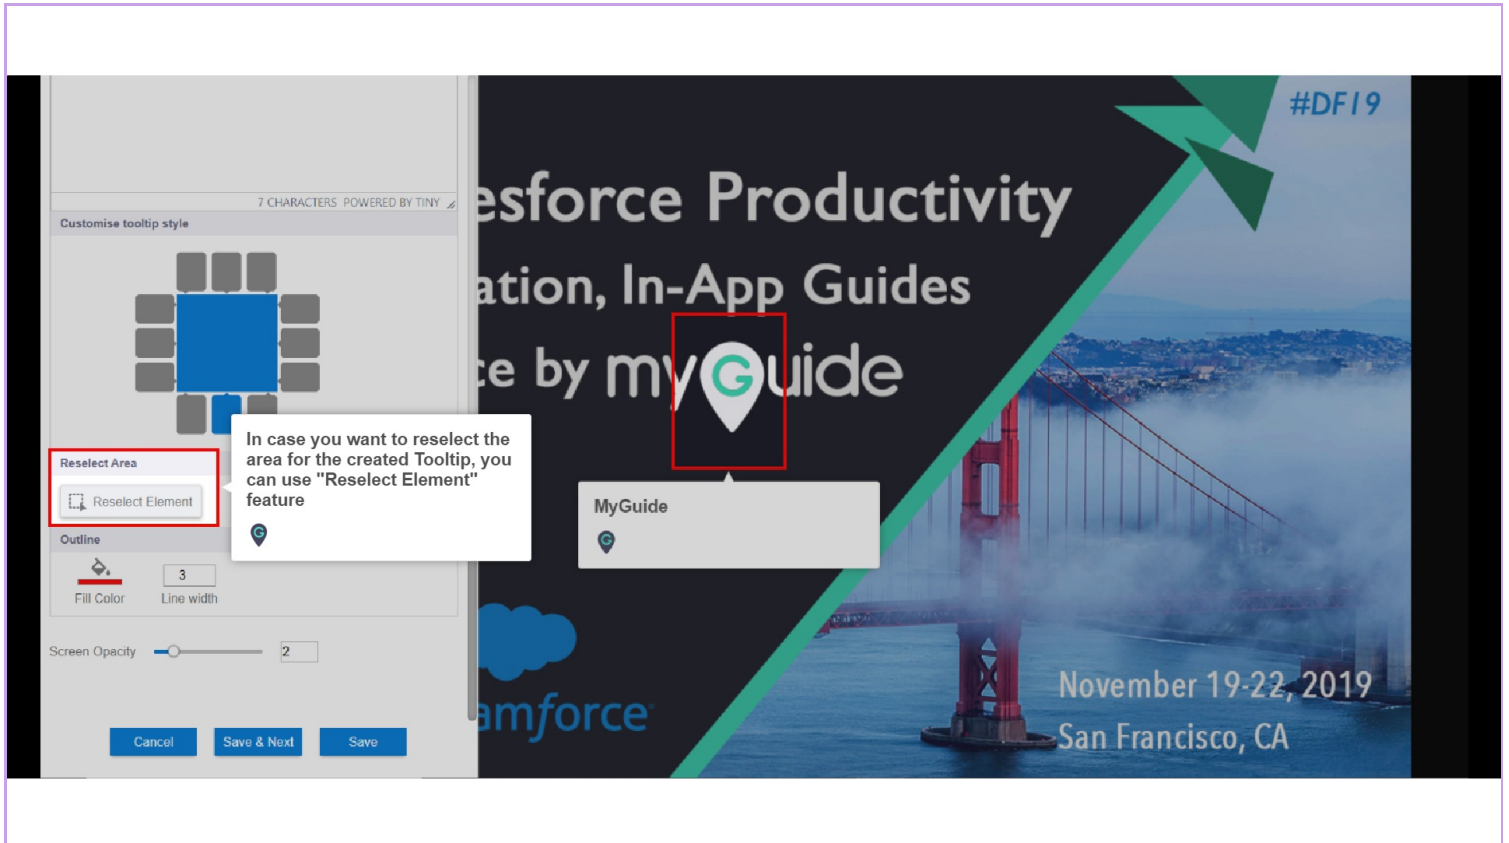 #DF19
7 CHARACTERS POWERED BY TINY
Customise tooltip style
esforce Productivity
ation, In-App Guides
ce by myGuide
In case you want to reselect the
area for the created Tooltip, you
can use "Reselect Element"
feature
Reselect Area
Reselect Element
MyGuide
Outline
3
Fill Color
Line width
Screen Opacity
2
amforce
November 19-22, 2019
San Francisco, CA
Cancel
Save & Next
Save